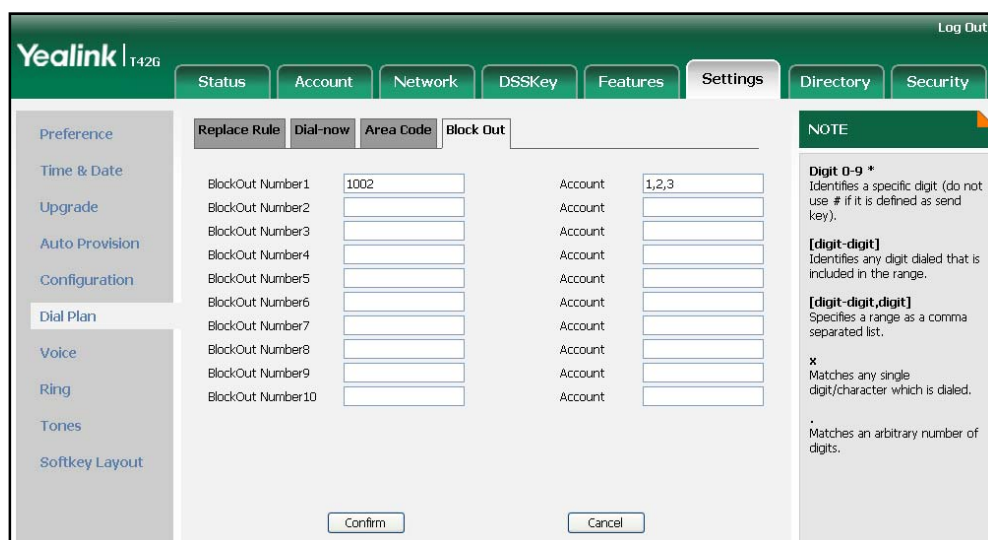 Log Out
Yealink | T42G
Status Account Network DSSKey Features Settings Directory Security
Preference
Time & Date
Upgrade
Auto Provision
Configuration
Dial Plan
Voice
Ring
Tones
Softkey Layout
Replace Rule Dial-now Area Code Block Out
BlockOut Number1 1002 Account 1,2,3
BlockOut Number2 Account
BlockOut Number3 Account
BlockOut Number4 Account
BlockOut Number5 Account
BlockOut Number6 Account
BlockOut Number7 Account
BlockOut Number8 Account
BlockOut Number9 Account
BlockOut Number10 Account
Confirm Cancel
NOTE
Digit 0-9 *
Identifies a specific digit (do not
use # if it is defined as send
key).
[digit-digit]
Identifies any digit dialed that is
included in the range.
[digit-digit,digit]
Specifies a range as a comma
separated list.
x
Matches any single
digit/character which is dialed.
.
Matches an arbitrary number of
digits.